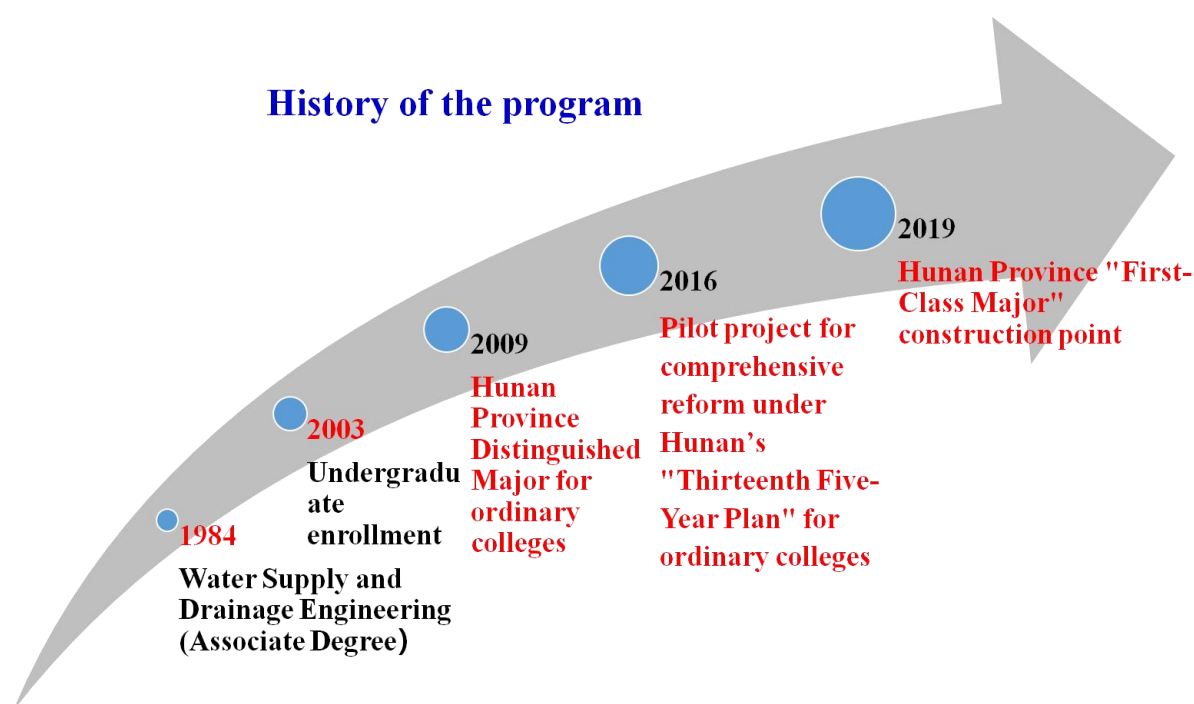 History of the program
1984
Water Supply and
Drainage Engineering
(Associate Degree)
2003
Undergradu
ate
enrollment
2009
Hunan
Province
Distinguished
Major for
ordinary
colleges
2016
Pilot project for
comprehensive
reform under
Hunan’s
"Thirteenth Five-
Year Plan" for
ordinary colleges
2019
Hunan Province "First-
Class Major"
construction point